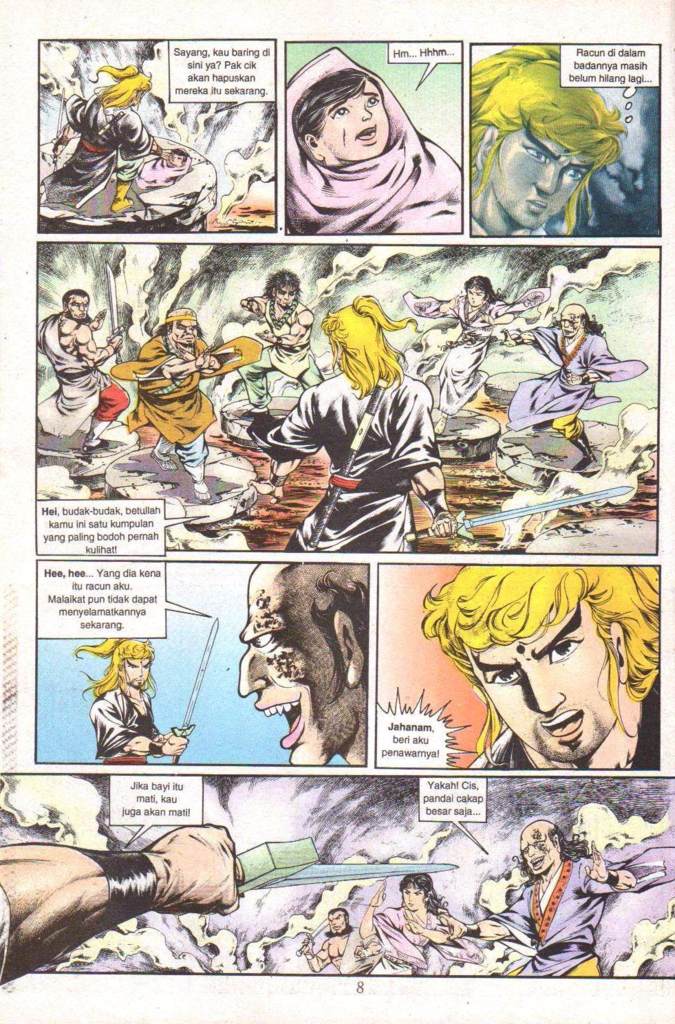 Sayang, kau baring di
sini ya? Pak cik
akan hapuskan
mereka itu sekarang.
Hm... Hhhm...
Racun di dalam
badannya masih
belum hilang lagi...
Hei, budak-budak, betullah
kamu ini satu kumpulan
yang paling bodoh pernah
kulihat!
Hee, hee... Yang dia kena
itu racun aku.
Malaikat pun tidak dapat
menyelamatkannya
sekarang.
Jahanam,
beri aku
penawarnya!
Jika bayi itu
mati, kau
juga akan mati!
Yakah! Cis,
pandai cakap
besar saja...
8